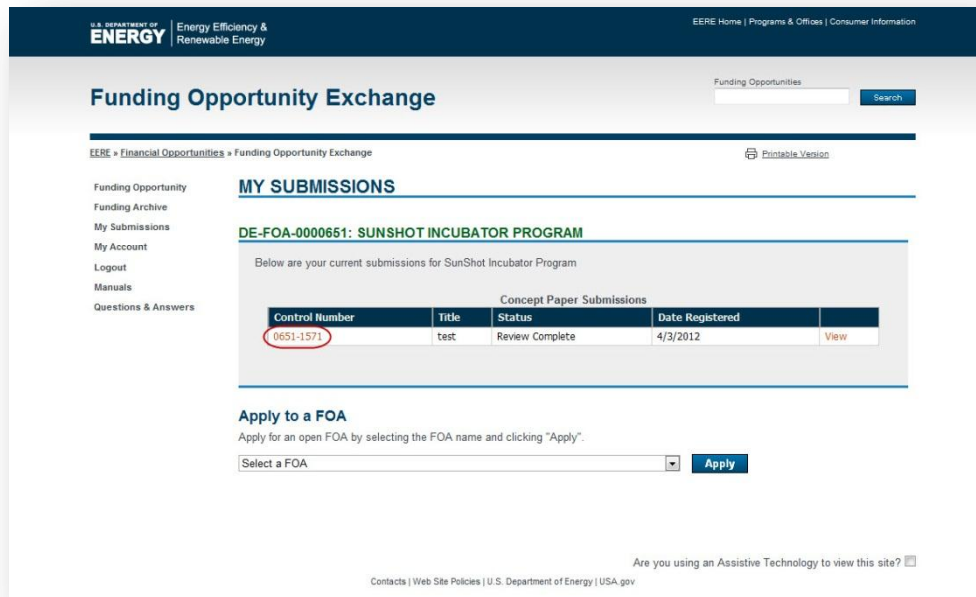 U.S. DEPARTMENT OF
ENERGY
Energy Efficiency &
Renewable Energy
EERE Home | Programs & Offices | Consumer Information
Funding Opportunity Exchange
Funding Opportunities
Search
EERE » Financial Opportunities » Funding Opportunity Exchange
Printable Version
Funding Opportunity
Funding Archive
My Submissions
My Account
Logout
Manuals
Questions & Answers
MY SUBMISSIONS
DE-FOA-0000651: SUNSHOT INCUBATOR PROGRAM
Below are your current submissions for SunShot Incubator Program
Concept Paper Submissions
Control Number Title Status Date Registered
0651-1571 test Review Complete 4/3/2012 View
Apply to a FOA
Apply for an open FOA by selecting the FOA name and clicking "Apply".
Select a FOA Apply
Are you using an Assistive Technology to view this site?
Contacts | Web Site Policies | U.S. Department of Energy | USA.gov